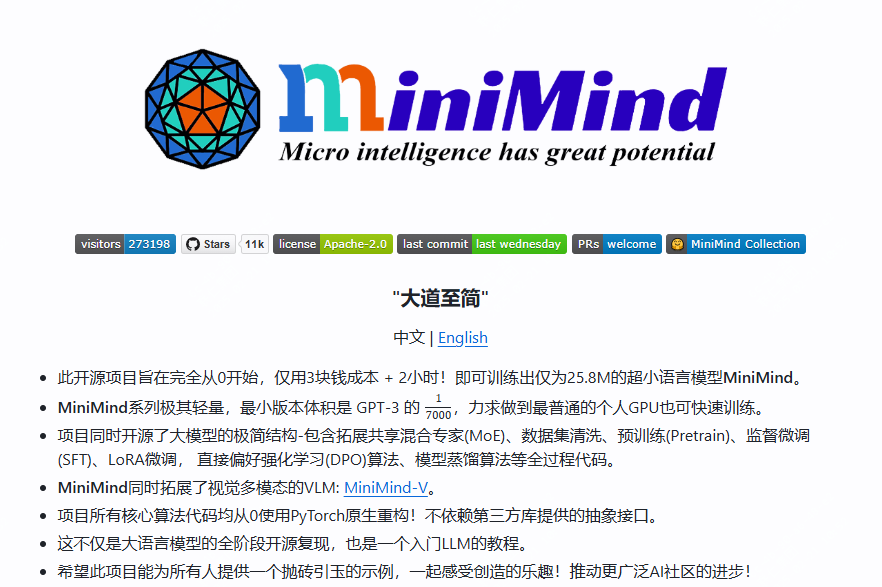 miniMind
Micro intelligence has great potential
visitors 273198 Stars 11k license Apache-2.0 last commit last wednesday PRs welcome MiniMind Collection
"大道至简"
中文 | English
此开源项目旨在完全从0开始，仅用3块钱成本 + 2小时！即可训练出仅为25.8M的超小语言模型MiniMind。
MiniMind系列极其轻量，最小版本体积是 GPT-3 的 1/7000，力求做到最普通的个人GPU也可快速训练。
项目同时开源了大模型的极简结构-包含拓展共享混合专家(MoE)、数据集清洗、预训练(Pretrain)、监督微调
(SFT)、LoRA微调， 直接偏好强化学习(DPO)算法、模型蒸馏算法等全过程代码。
MiniMind同时拓展了视觉多模态的VLM: MiniMind-V。
项目所有核心算法代码均从0使用PyTorch原生重构！不依赖第三方库提供的抽象接口。
这不仅是大语言模型的全阶段开源复现，也是一个入门LLM的教程。
希望此项目能为所有人提供一个抛砖引玉的示例，一起感受创造的乐趣！推动更广泛AI社区的进步！